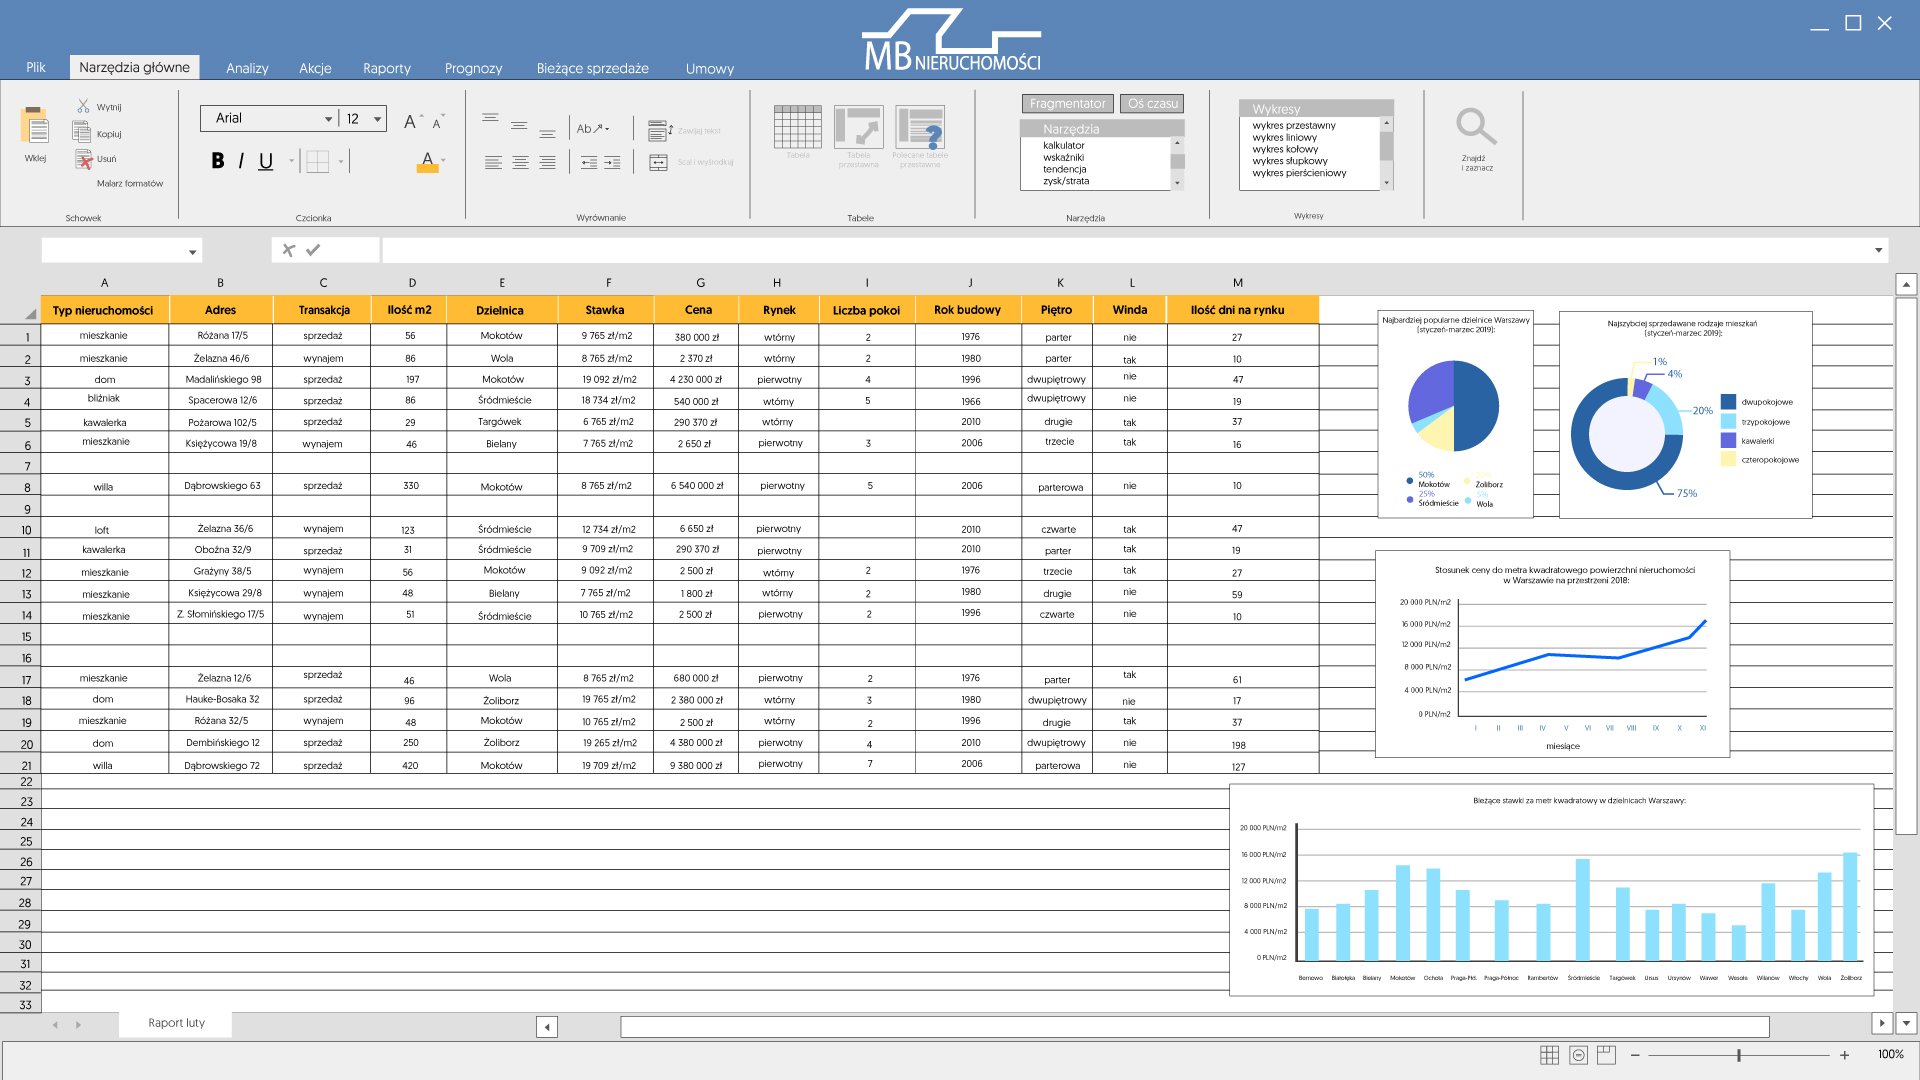 MB NIERUCHOMOŚCI
Plik Narzędzia główne Analizy Akcje Raporty Prognozy Bieżące sprzedaże Umowy
Wklej
Wytnij
Kopiuj
Usuń
Malarz formatów
Schowek
Arial 12 A A
B I U A
Czcionka
Ab
Zawijaj tekst
Scal i wyśrodkuj
Wyrównanie
Tabela
Tabela przestawna
Polecane tabele przestawne
Tabele
Fragmentator Oś czasu
Narzędzia
kalkulator
wskaźniki
tendencja
zysk/strata
Narzędzia
Wykresy
wykres przestawny
wykres liniowy
wykres kołowy
wykres słupkowy
wykres pierścieniowy
Wykresy
Znajdź
i zaznacz
A B C D E F G H I J K L M
Typ nieruchomości Adres Transakcja Ilość m2 Dzielnica Stawka Cena Rynek Liczba pokoi Rok budowy Piętro Winda Ilość dni na rynku
1 mieszkanie Różana 17/5 sprzedaż 56 Mokotów 9 765 zł/m2 380 000 zł wtórny 2 1976 parter nie 27
2 mieszkanie Żelazna 46/6 wynajem 86 Wola 8 765 zł/m2 2 370 zł wtórny 2 1980 parter tak 10
3 dom Madalińskiego 98 sprzedaż 197 Mokotów 19 092 zł/m2 4 230 000 zł pierwotny 4 1996 dwupiętrowy nie 47
4 bliźniak Spacerowa 12/6 sprzedaż 86 Śródmieście 18 734 zł/m2 540 000 zł wtórny 5 1966 dwupiętrowy nie 19
5 kawalerka Pożarowa 102/5 sprzedaż 29 Targówek 6 765 zł/m2 290 370 zł wtórny 2010 drugie tak 37
6 mieszkanie Księżycowa 19/8 wynajem 46 Bielany 7 765 zł/m2 2 650 zł pierwotny 3 2006 trzecie tak 16
7
8 willa Dąbrowskiego 63 sprzedaż 330 Mokotów 8 765 zł/m2 6 540 000 zł pierwotny 5 2006 parterowa nie 10
9
10 loft Żelazna 36/6 wynajem 123 Śródmieście 12 734 zł/m2 6 650 zł pierwotny 2010 czwarte tak 47
11 kawalerka Oboźna 32/9 sprzedaż 31 Śródmieście 9 709 zł/m2 290 370 zł pierwotny 2010 parter tak 19
12 mieszkanie Grażyny 38/5 wynajem 56 Mokotów 9 092 zł/m2 2 500 zł wtórny 2 1976 trzecie tak 27
13 mieszkanie Księżycowa 29/8 wynajem 48 Bielany 7 765 zł/m2 1 800 zł wtórny 2 1980 drugie nie 59
14 mieszkanie Z. Słomińskiego 17/5 wynajem 51 Śródmieście 10 765 zł/m2 2 500 zł pierwotny 2 1996 czwarte nie 10
15
16
17 mieszkanie Żelazna 12/6 sprzedaż 46 Wola 8 765 zł/m2 680 000 zł pierwotny 2 1976 parter tak 61
18 dom Hauke-Bosaka 32 sprzedaż 96 Żoliborz 19 765 zł/m2 2 380 000 zł wtórny 3 1980 dwupiętrowy nie 17
19 mieszkanie Różana 32/5 wynajem 48 Mokotów 10 765 zł/m2 2 500 zł wtórny 2 1996 drugie tak 37
20 dom Dembińskiego 12 sprzedaż 250 Żoliborz 19 265 zł/m2 4 380 000 zł pierwotny 4 2010 dwupiętrowy nie 198
21 willa Dąbrowskiego 72 sprzedaż 420 Mokotów 19 709 zł/m2 9 380 000 zł pierwotny 7 2006 parterowa nie 127
22
23
24
25
26
27
28
29
30
31
32
33
Najbardziej popularne dzielnice Warszawy
(styczeń-marzec 2019):
50%
Mokotów
Żoliborz
25%
Śródmieście
5%
Wola
Najszybciej sprzedawane rodzaje mieszkań
(styczeń-marzec 2019):
1%
4%
20%
75%
dwupokojowe
trzypokojowe
kawalerki
czteropokojowe
Stosunek ceny do metra kwadratowego powierzchni nieruchomości
w Warszawie na przestrzeni 2018:
20 000 PLN/m2
16 000 PLN/m2
12 000 PLN/m2
8 000 PLN/m2
4 000 PLN/m2
0 PLN/m2
I II III IV V VI VII VIII IX X XI
miesiące
Bieżące stawki za metr kwadratowy w dzielnicach Warszawy:
20 000 PLN/m2
16 000 PLN/m2
12 000 PLN/m2
8 000 PLN/m2
4 000 PLN/m2
0 PLN/m2
Bemowo Białołęka Bielany Mokotów Ochota Praga-Płd. Praga-Północ Rembertów Śródmieście Targówek Ursus Ursynów Wawer Wesoła Wilanów Włochy Wola Żoliborz
Raport luty
100%